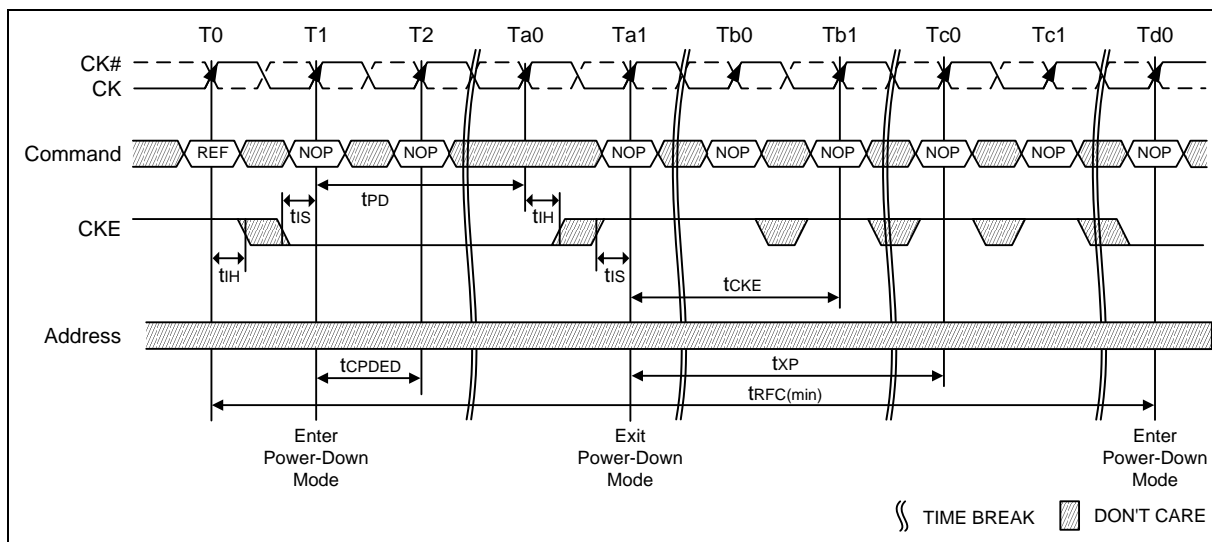 T0 T1 T2 Ta0 Ta1 Tb0 Tb1 Tc0 Tc1 Td0
CK#
CK
Command REF NOP NOP NOP NOP NOP NOP NOP NOP
tIS tPD tIH
CKE
tIH tIS
tCKE
Address
tCPDED tXP
tRFC(min)
Enter
Power-Down
Mode
Exit
Power-Down
Mode
Enter
Power-Down
Mode
TIME BREAK DON'T CARE